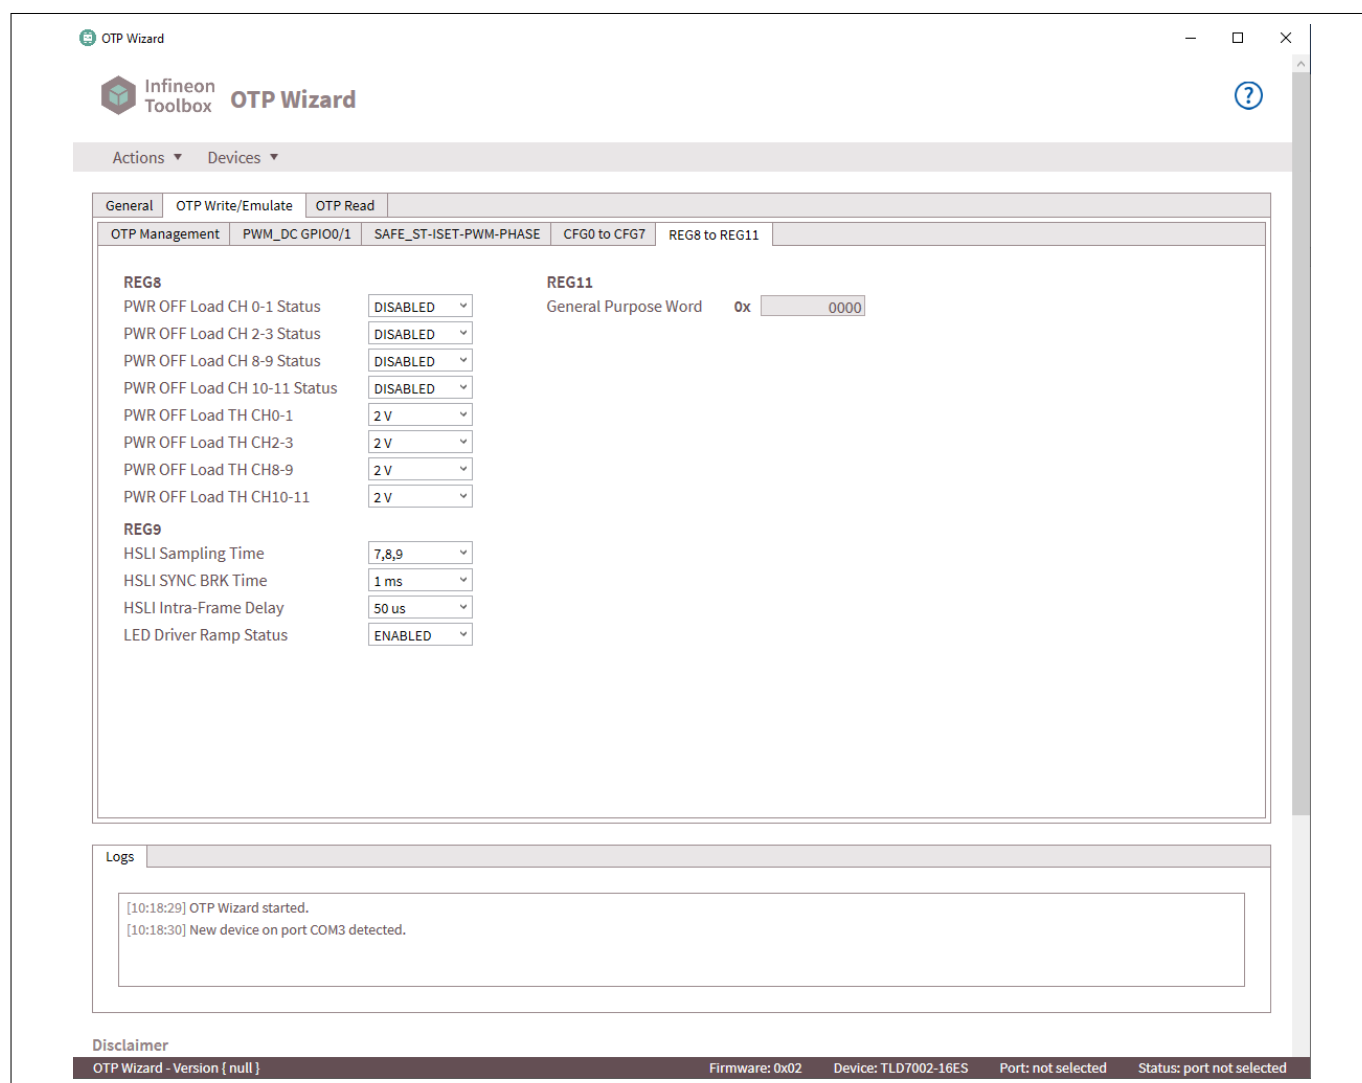 OTP Wizard
Infineon Toolbox OTP Wizard
Actions Devices
General OTP Write/Emulate OTP Read
OTP Management PWM_DC GPIO0/1 SAFE_ST-ISET-PWM-PHASE CFG0 to CFG7 REG8 to REG11
REG8 REG11
PWR OFF Load CH 0-1 Status DISABLED General Purpose Word 0x 0000
PWR OFF Load CH 2-3 Status DISABLED
PWR OFF Load CH 8-9 Status DISABLED
PWR OFF Load CH 10-11 Status DISABLED
PWR OFF Load TH CH0-1 2 V
PWR OFF Load TH CH2-3 2 V
PWR OFF Load TH CH8-9 2 V
PWR OFF Load TH CH10-11 2 V
REG9
HSLI Sampling Time 7,8,9
HSLI SYNC BRK Time 1 ms
HSLI Intra-Frame Delay 50 us
LED Driver Ramp Status ENABLED
Logs
[10:18:29] OTP Wizard started.
[10:18:30] New device on port COM3 detected.
Disclaimer
OTP Wizard - Version { null } Firmware: 0x02 Device: TLD7002-16ES Port: not selected Status: port not selected